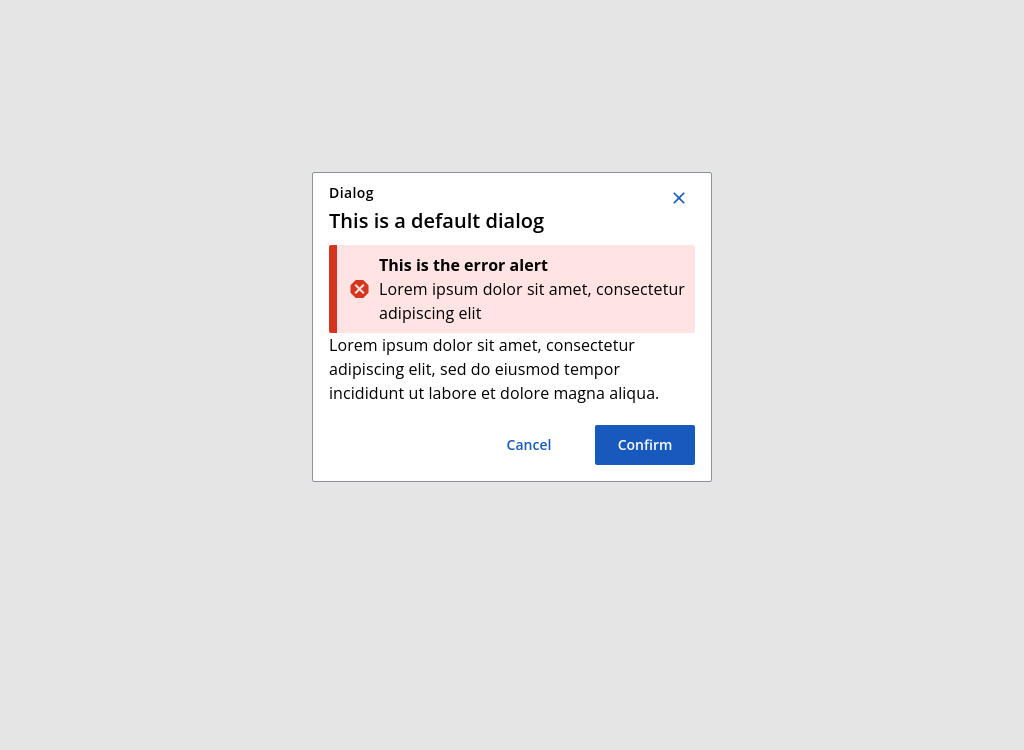 Dialog
This is a default dialog
This is the error alert
Lorem ipsum dolor sit amet, consectetur
adipiscing elit
Lorem ipsum dolor sit amet, consectetur
adipiscing elit, sed do eiusmod tempor
incididunt ut labore et dolore magna aliqua.
Cancel
Confirm